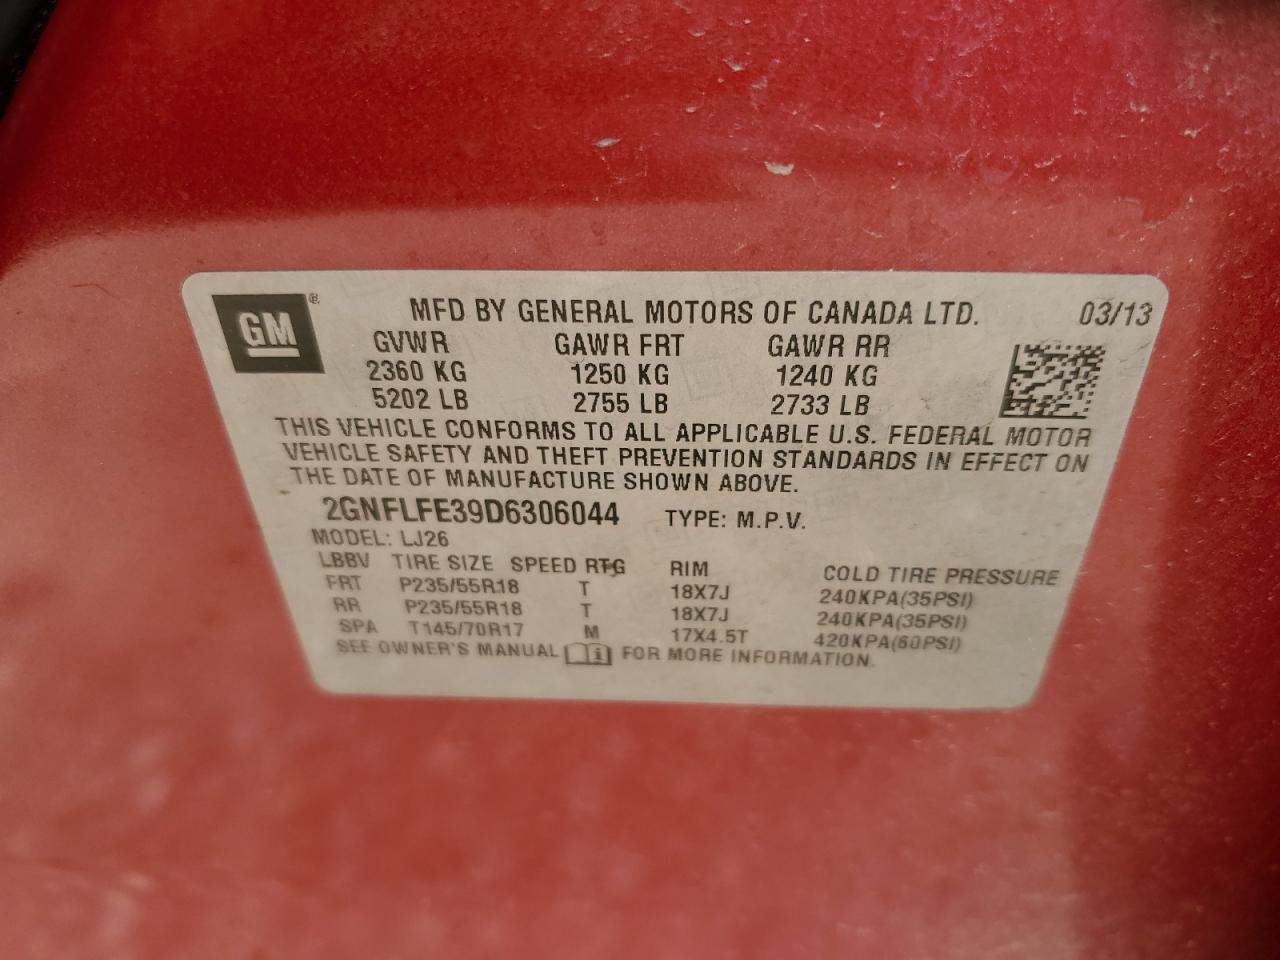 GM ® MFD BY GENERAL MOTORS OF CANADA LTD. 03/13
GVWR GAWR FRT GAWR RR
2360 KG 1250 KG 1240 KG
5202 LB 2755 LB 2733 LB
THIS VEHICLE CONFORMS TO ALL APPLICABLE U.S. FEDERAL MOTOR
VEHICLE SAFETY AND THEFT PREVENTION STANDARDS IN EFFECT ON
THE DATE OF MANUFACTURE SHOWN ABOVE.
2GNFLFE39D6306044 TYPE: M.P.V.
MODEL: LJ26
LBBV TIRE SIZE SPEED RTG RIM COLD TIRE PRESSURE
FRT P235/55R18 T 18X7J 240KPA(35PSI)
RR P235/55R18 T 18X7J 240KPA(35PSI)
SPA T145/70R17 M 17X4.5T 420KPA(60PSI)
SEE OWNER'S MANUAL i FOR MORE INFORMATION.